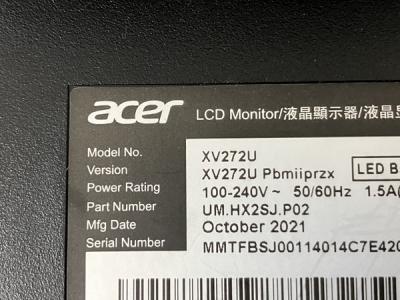 acer LCD Monitor/液晶顯示器/液晶显
Model No. XV272U
Version XV272U Pbmiiprzx LED B
Power Rating 100-240V~ 50/60Hz 1.5A(
Part Number UM.HX2SJ.P02
Mfg Date October 2021
Serial Number MMTFBSJ00114014C7E420